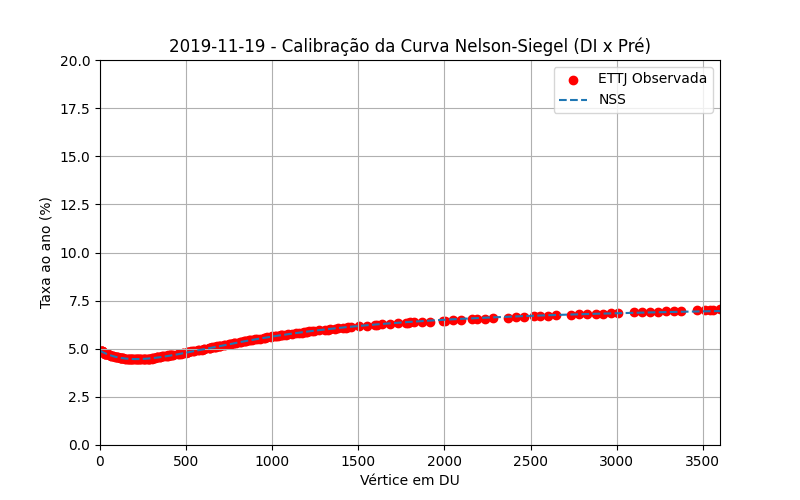 2019-11-19 - Calibração da Curva Nelson-Siegel (DI x Pré)
ETTJ Observada
NSS
Taxa ao ano (%)
20.0
17.5
15.0
12.5
10.0
7.5
5.0
2.5
0.0
0 500 1000 1500 2000 2500 3000 3500
Vértice em DU